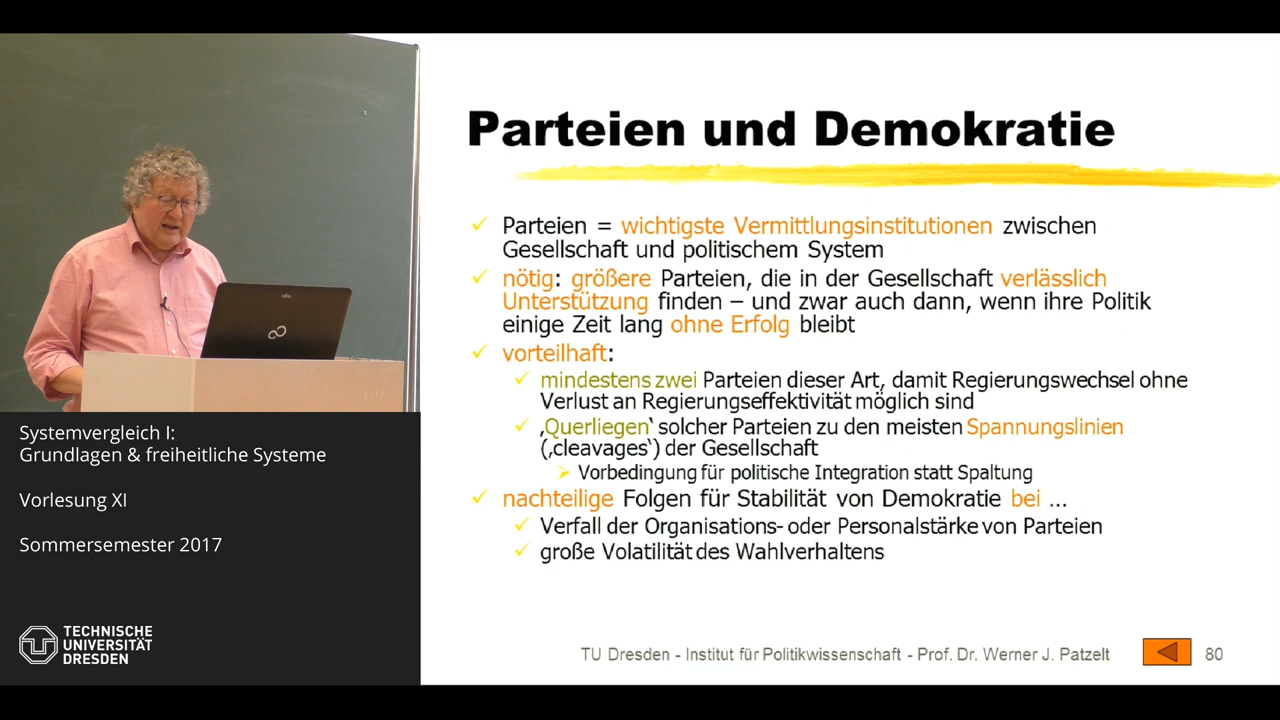 Parteien und Demokratie
Parteien = wichtigste Vermittlungsinstitutionen zwischen
Gesellschaft und politischem System
nötig: größere Parteien, die in der Gesellschaft verlässlich
Unterstützung finden – und zwar auch dann, wenn ihre Politik
einige Zeit lang ohne Erfolg bleibt
vorteilhaft:
mindestens zwei Parteien dieser Art, damit Regierungswechsel ohne
Verlust an Regierungseffektivität möglich sind
‚Querliegen‛ solcher Parteien zu den meisten Spannungslinien
(‚cleavages‛) der Gesellschaft
Vorbedingung für politische Integration statt Spaltung
nachteilige Folgen für Stabilität von Demokratie bei ...
Verfall der Organisations- oder Personalstärke von Parteien
große Volatilität des Wahlverhaltens
TU Dresden - Institut für Politikwissenschaft - Prof. Dr. Werner J. Patzelt
80
Systemvergleich I:
Grundlagen & freiheitliche Systeme
Vorlesung XI
Sommersemester 2017
TECHNISCHE
UNIVERSITÄT
DRESDEN